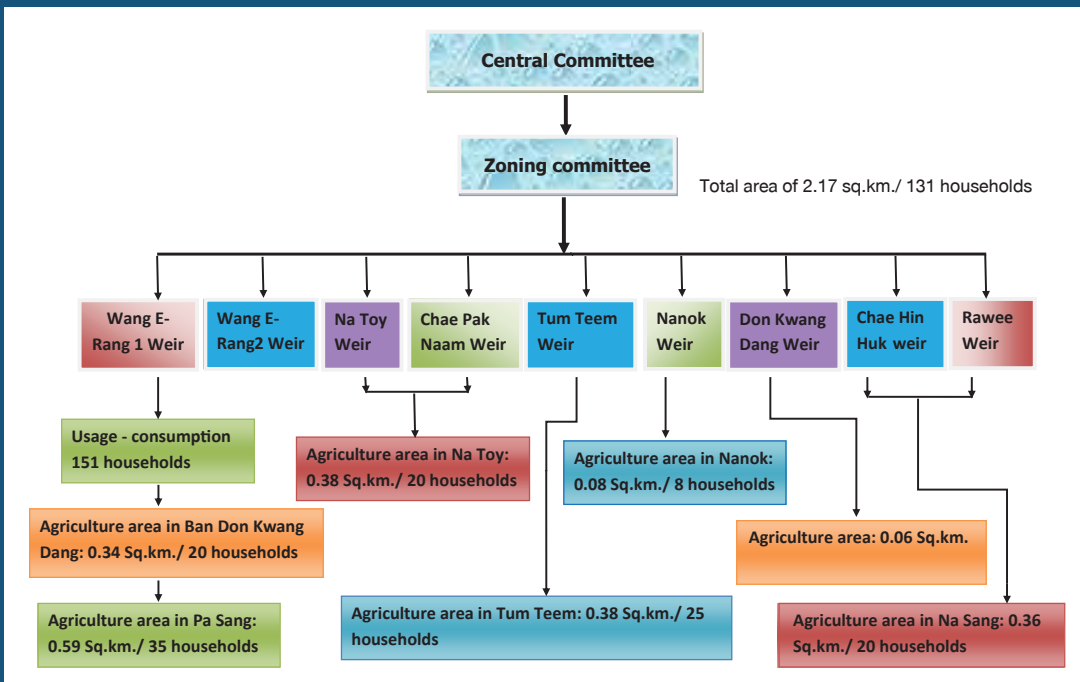 Central Committee
Zoning committee
Total area of 2.17 sq.km./ 131 households
Wang E-
Rang 1 Weir
Wang E-
Rang2 Weir
Na Toy
Weir
Chae Pak
Naam Weir
Tum Teem
Weir
Nanok
Weir
Don Kwang
Dang Weir
Chae Hin
Huk weir
Rawee
Weir
Usage - consumption
151 households
Agriculture area in Na Toy:
0.38 Sq.km./ 20 households
Agriculture area in Nanok:
0.08 Sq.km./ 8 households
Agriculture area in Ban Don Kwang
Dang: 0.34 Sq.km./ 20 households
Agriculture area: 0.06 Sq.km.
Agriculture area in Pa Sang:
0.59 Sq.km./ 35 households
Agriculture area in Tum Teem: 0.38 Sq.km./ 25
households
Agriculture area in Na Sang: 0.36
Sq.km./ 20 households